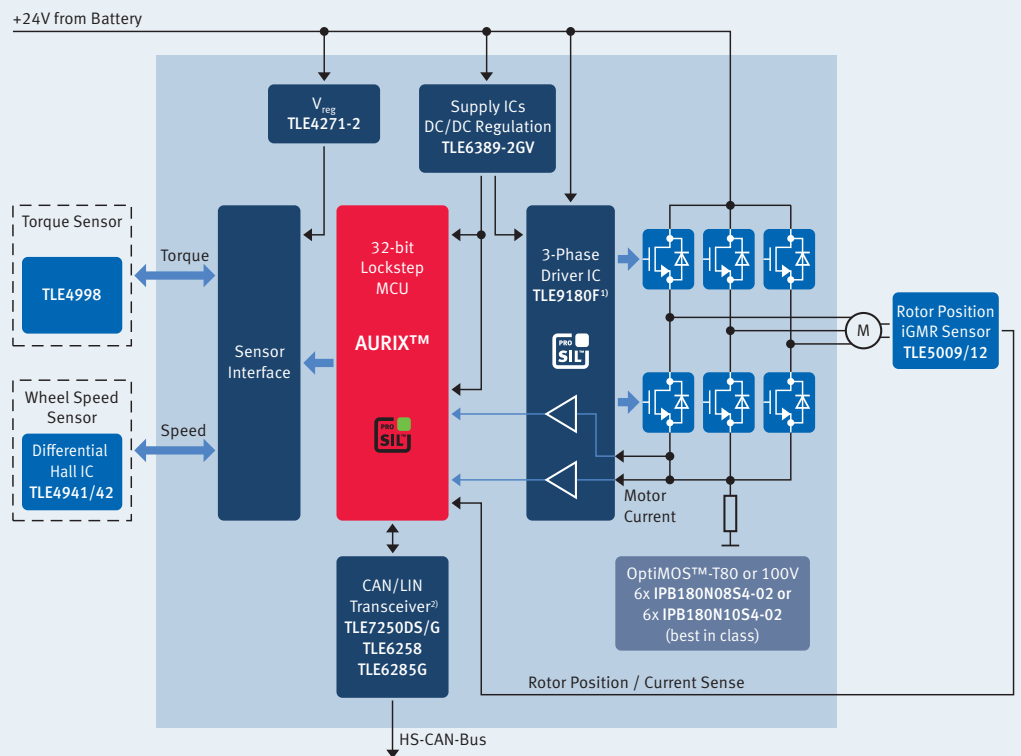 +24V from Battery
Vreg
TLE4271-2
Supply ICs
DC/DC Regulation
TLE6389-2GV
Torque Sensor
TLE4998
Torque
Wheel Speed
Sensor
Differential
Hall IC
TLE4941/42
Speed
Sensor
Interface
32-bit
Lockstep
MCU
AURIX™
PRO
SIL™
3-Phase
Driver IC
TLE9180F1)
PRO
SIL™
M
Rotor Position
iGMR Sensor
TLE5009/12
Motor
Current
OptiMOS™-T80 or 100V
6x IPB180N08S4-02 or
6x IPB180N10S4-02
(best in class)
CAN/LIN
Transceiver2)
TLE7250DS/G
TLE6258
TLE6285G
Rotor Position / Current Sense
HS-CAN-Bus